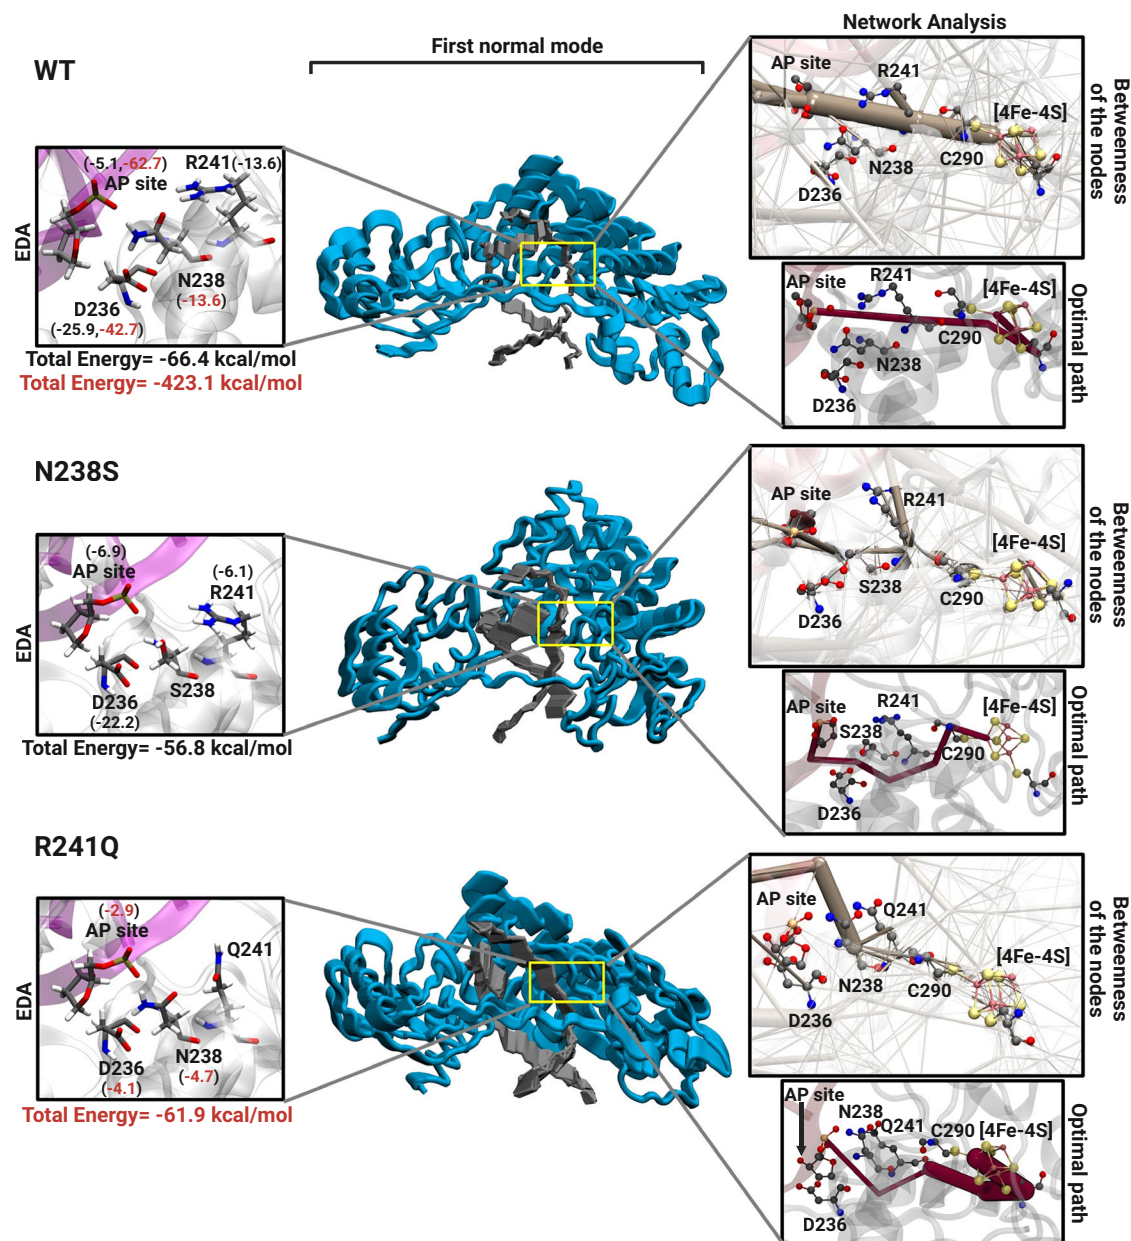 Network Analysis
First normal mode
WT
AP site
R241
[4Fe-4S]
C290
N238
D236
Betweenness
of the nodes
(-5.1,-62.7)
R241(-13.6)
AP site
EDA
N238
(-13.6)
D236
(-25.9,-42.7)
Total Energy= -66.4 kcal/mol
Total Energy= -423.1 kcal/mol
R241
AP site
[4Fe-4S]
C290
N238
D236
Optimal path
N238S
AP site
R241
[4Fe-4S]
S238
C290
D236
Betweenness
of the nodes
(-6.9)
AP site
(-6.1)
R241
EDA
S238
D236
(-22.2)
Total Energy= -56.8 kcal/mol
R241
AP site
[4Fe-4S]
S238
C290
D236
Optimal path
R241Q
AP site
Q241
[4Fe-4S]
N238
C290
D236
Betweenness
of the nodes
(-2.9)
AP site
Q241
EDA
N238
(-4.7)
D236
(-4.1)
Total Energy= -61.9 kcal/mol
AP site
N238
Q241
C290
[4Fe-4S]
D236
Optimal path